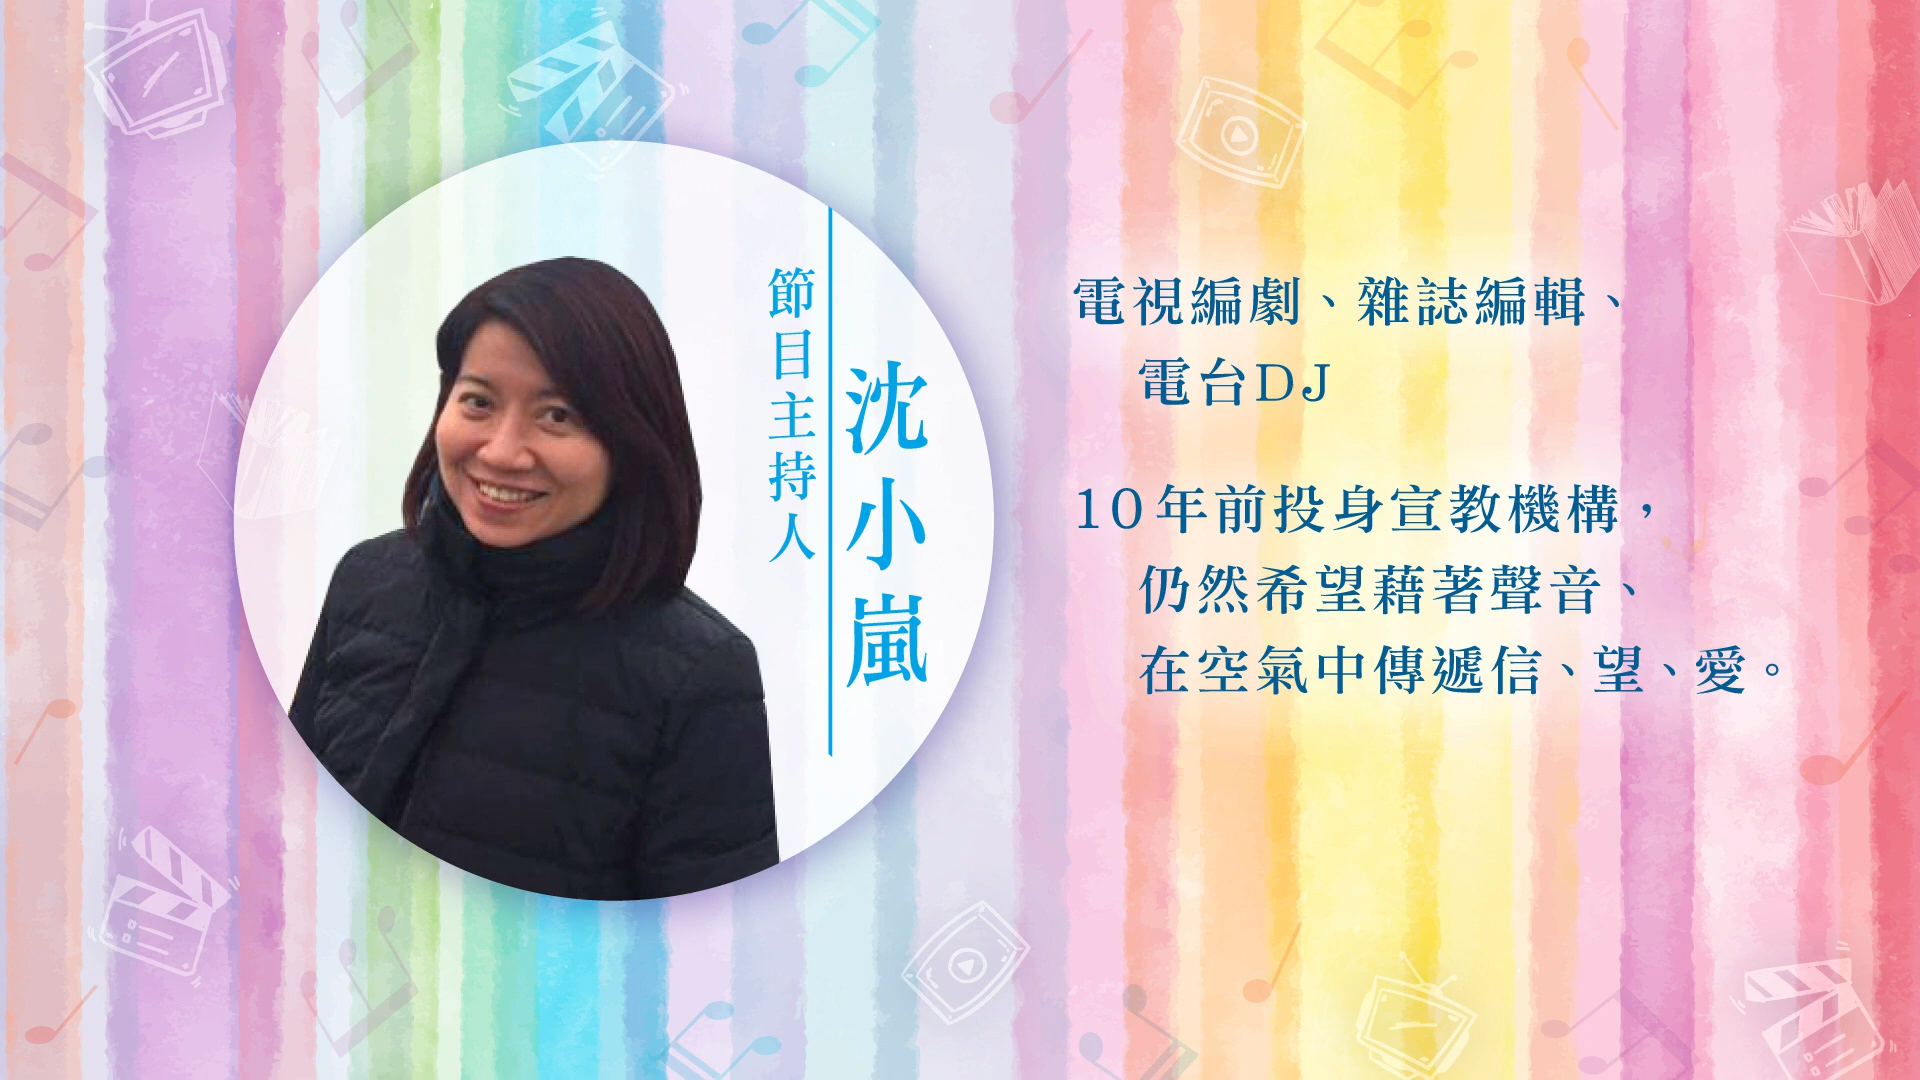 節目主持人
沈小嵐
電視編劇、雜誌編輯、
電台DJ
10年前投身宣教機構，
仍然希望藉著聲音、
在空氣中傳遞信、望、愛。